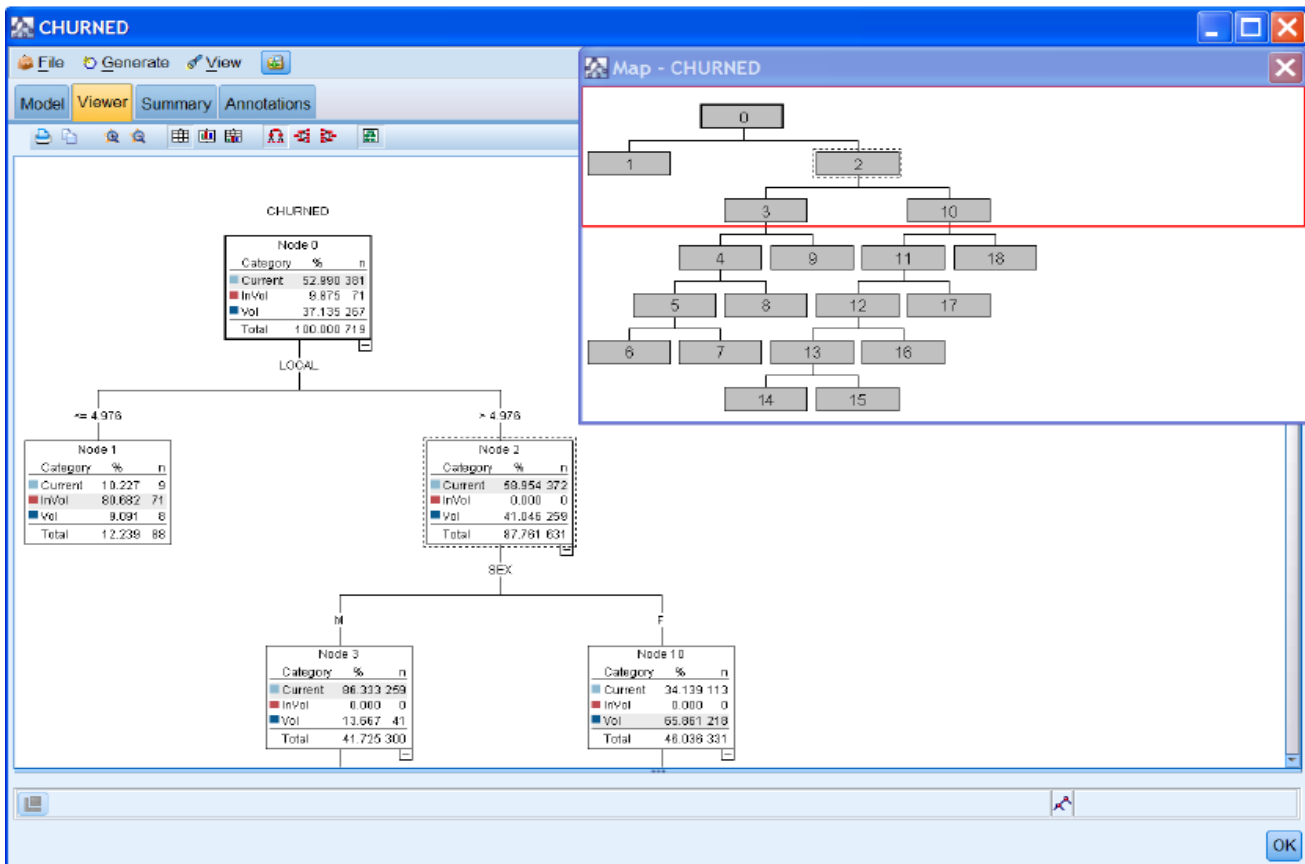 CHURNED
File Generate View
Model Viewer Summary Annotations
CHURNED
Node 0
Category % n
Current 52.990 381
InVol 9.875 71
Vol 37.135 267
Total 100.000 719
LOCAL
<= 4.976
> 4.976
Node 1
Category % n
Current 10.227 9
InVol 80.682 71
Vol 9.091 8
Total 12.239 88
Node 2
Category % n
Current 58.954 372
InVol 0.000 0
Vol 41.046 259
Total 87.761 631
SEX
M
F
Node 3
Category % n
Current 86.333 259
InVol 0.000 0
Vol 13.667 41
Total 41.725 300
Node 10
Category % n
Current 34.139 113
InVol 0.000 0
Vol 65.861 218
Total 46.036 331
Map - CHURNED
0
1 2
3 10
4 9 11 18
5 8 12 17
6 7 13 16
14 15
OK